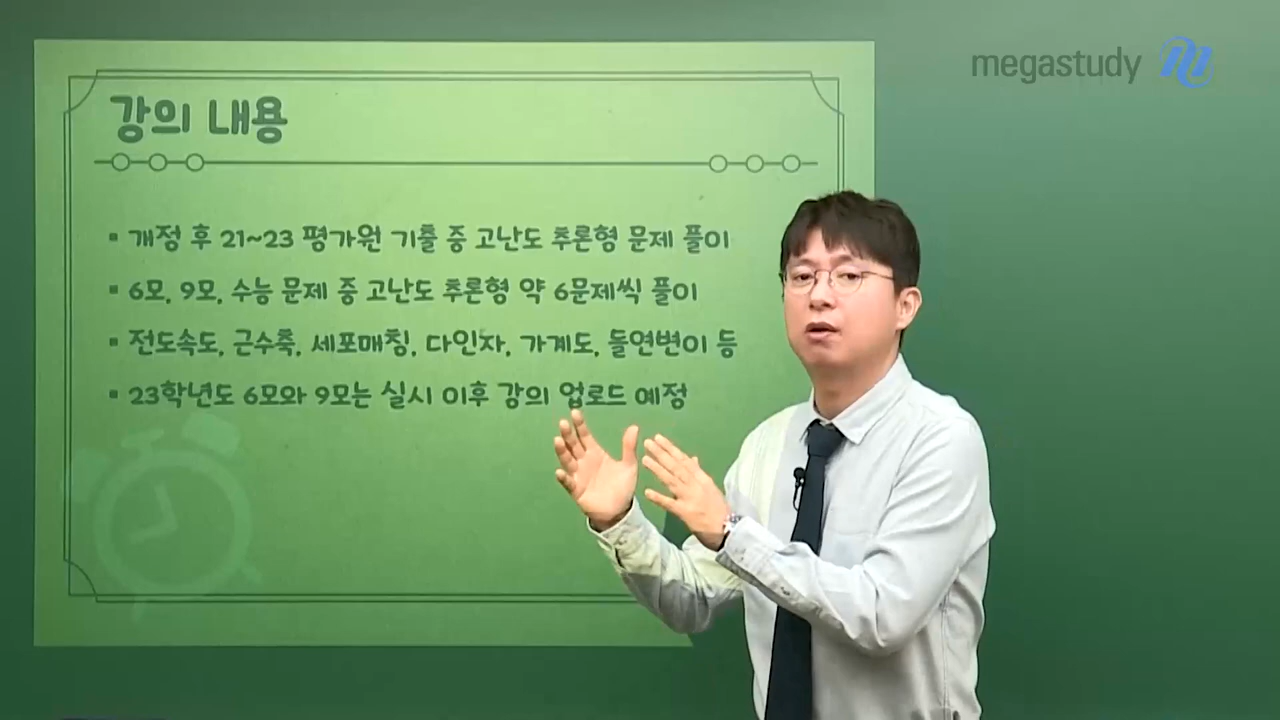 megastudy
강의 내용
▪ 개정 후 21~23 평가원 기출 중 고난도 추론형 문제 풀이
▪ 6모, 9모, 수능 문제 중 고난도 추론형 약 6문제씩 풀이
▪ 전도속도, 근수축, 세포매칭, 다인자, 가계도, 돌연변이 등
▪ 23학년도 6모와 9모는 실시 이후 강의 업로드 예정